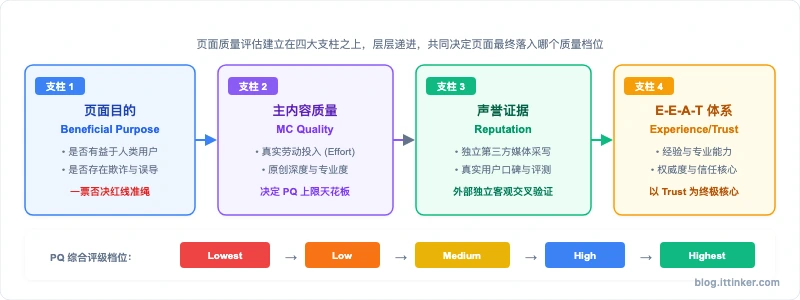 页面质量评估建立在四大支柱之上，层层递进，共同决定页面最终落入哪个质量档位
支柱 1
页面目的
Beneficial Purpose
• 是否有益于人类用户
• 是否存在欺诈与误导
一票否决红线准绳
支柱 2
主内容质量
MC Quality
• 真实劳动投入 (Effort)
• 原创深度与专业度
决定 PQ 上限天花板
支柱 3
声誉证据
Reputation
• 独立第三方媒体采写
• 真实用户口碑与评测
外部独立客观交叉验证
支柱 4
E-E-A-T 体系
Experience/Trust
• 经验与专业能力
• 权威度与信任核心
以 Trust 为终极核心
PQ 综合评级档位：
Lowest → Low → Medium → High → Highest
blog.ittinker.com